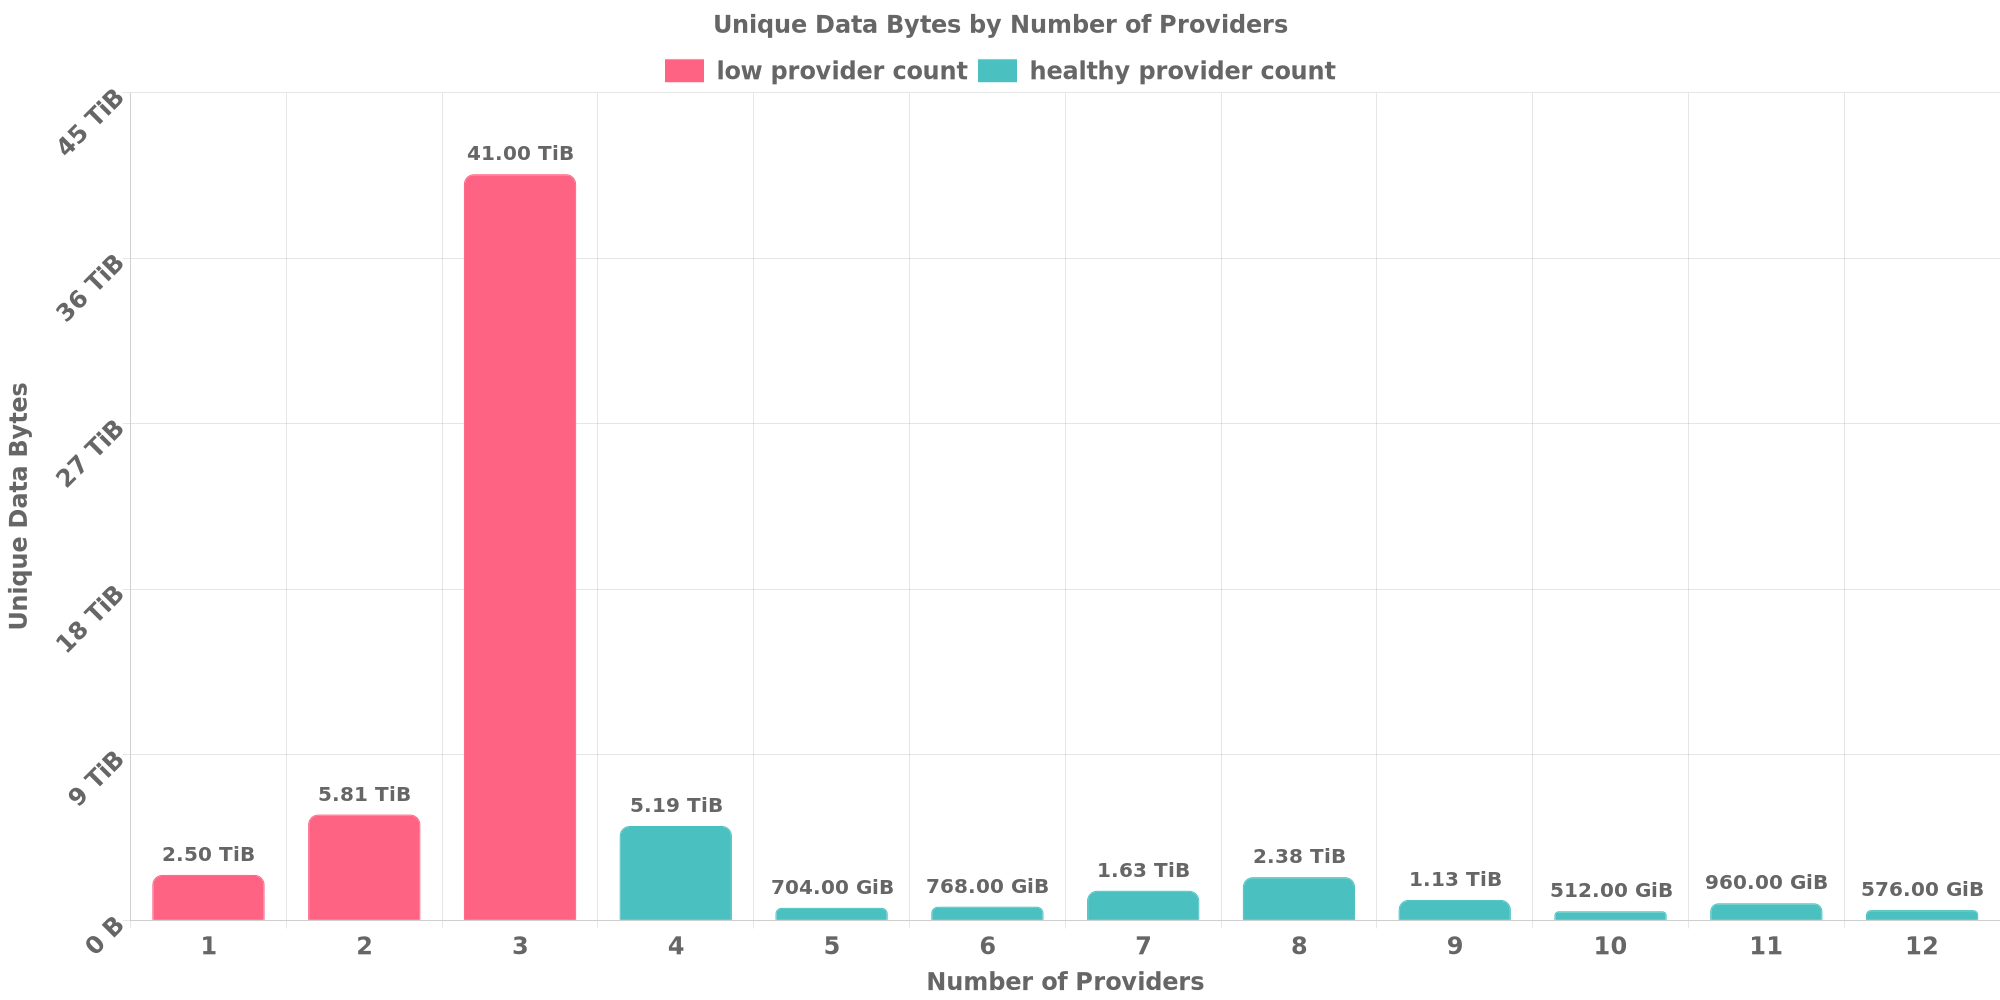 Unique Data Bytes by Number of Providers
low provider count
healthy provider count
45 TiB
36 TiB
27 TiB
18 TiB
9 TiB
0 B
Unique Data Bytes
2.50 TiB
5.81 TiB
41.00 TiB
5.19 TiB
704.00 GiB
768.00 GiB
1.63 TiB
2.38 TiB
1.13 TiB
512.00 GiB
960.00 GiB
576.00 GiB
1 2 3 4 5 6 7 8 9 10 11 12
Number of Providers